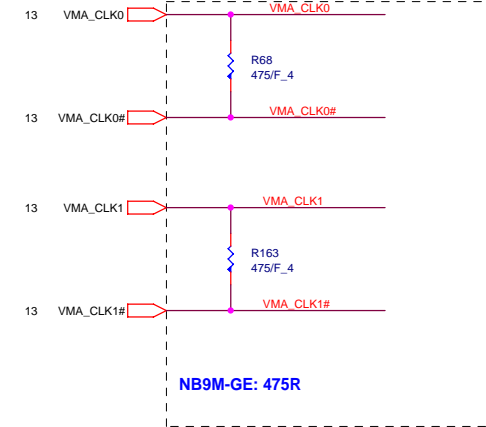 13 VMA_CLK0 VMA_CLK0
R68
475/F_4
13 VMA_CLK0# VMA_CLK0#
13 VMA_CLK1 VMA_CLK1
R163
475/F_4
13 VMA_CLK1# VMA_CLK1#
NB9M-GE: 475R